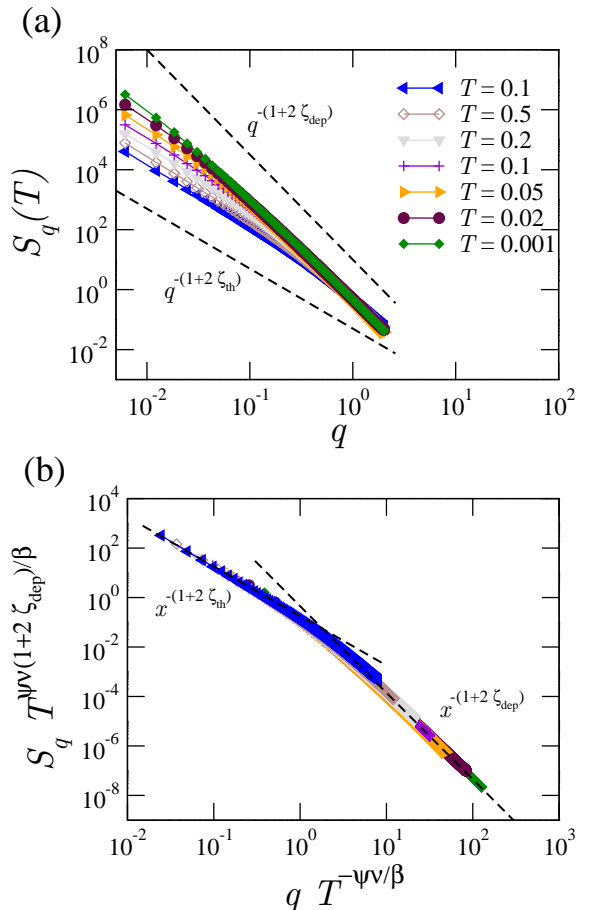 (a)
10^8
10^6
10^4
10^2
10^0
10^-2
S_q(T)
q^-(1+2 ζ_dep)
q^-(1+2 ζ_th)
T = 0.1
T = 0.5
T = 0.2
T = 0.1
T = 0.05
T = 0.02
T = 0.001
10^-2 10^-1 10^0 10^1 10^2
q
(b)
10^4
10^2
10^0
10^-2
10^-4
10^-6
10^-8
S_q T^ψν(1+2 ζ_dep)/β
x^-(1+2 ζ_th)
x^-(1+2 ζ_dep)
10^-2 10^-1 10^0 10^1 10^2 10^3
q T^-ψν/β